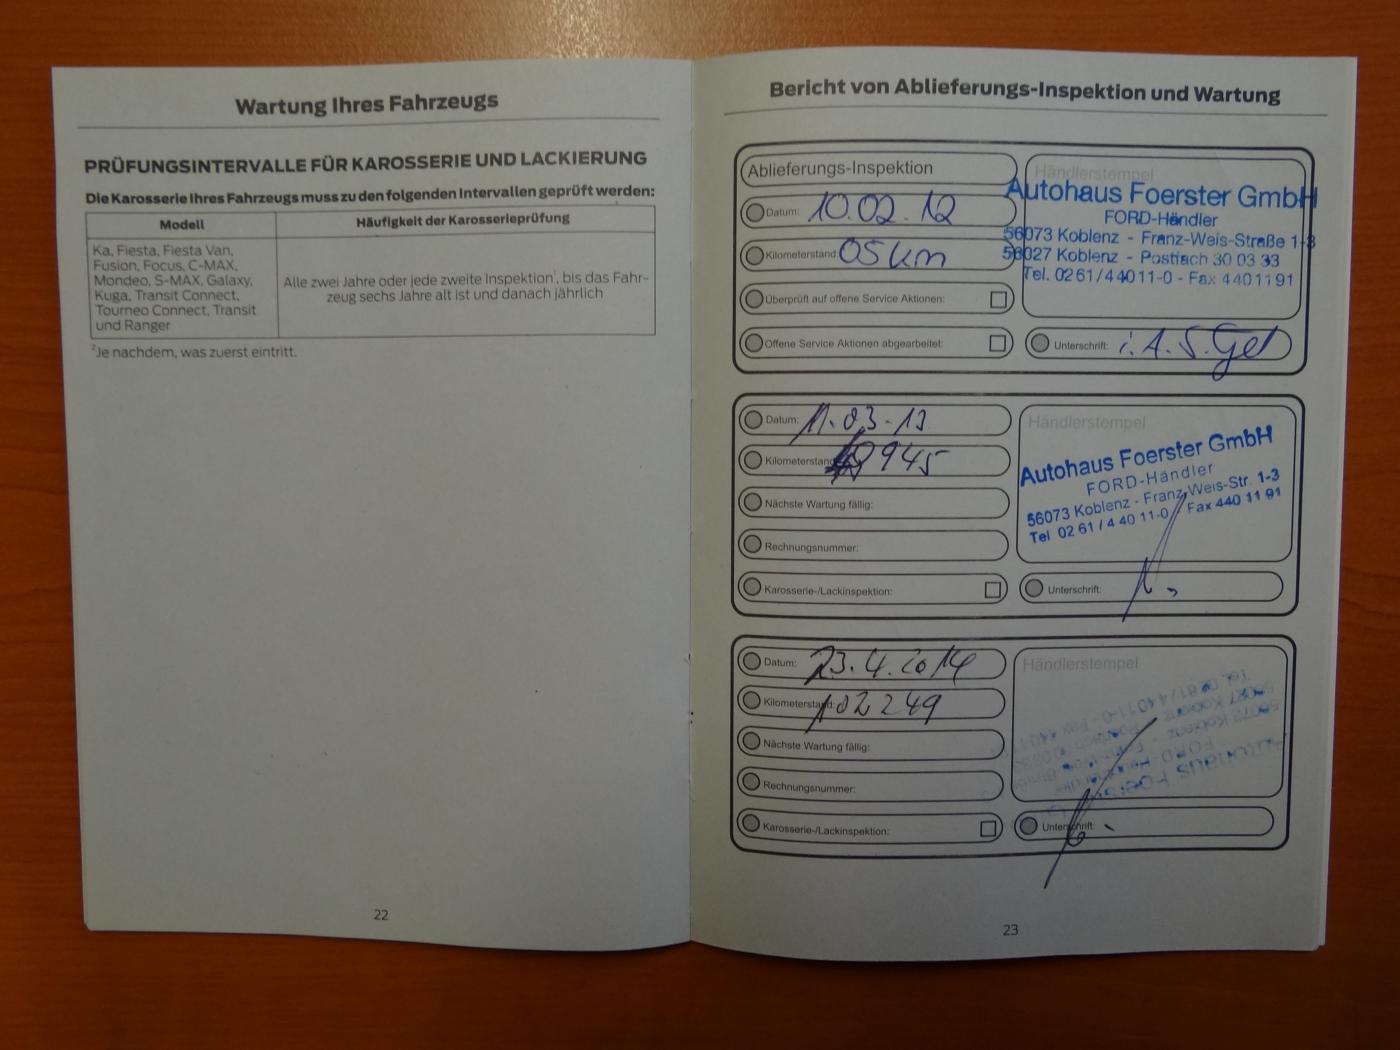 Wartung Ihres Fahrzeugs
PRÜFUNGSINTERVALLE FÜR KAROSSERIE UND LACKIERUNG
Die Karosserie Ihres Fahrzeugs muss zu den folgenden Intervallen geprüft werden:
Modell
Häufigkeit der Karosserieprüfung
Ka, Fiesta, Fiesta Van,
Fusion, Focus, C-MAX,
Mondeo, S-MAX, Galaxy,
Kuga, Transit Connect,
Tourneo Connect, Transit
und Ranger
Alle zwei Jahre oder jede zweite Inspektion¹, bis das Fahr-
zeug sechs Jahre alt ist und danach jährlich
²Je nachdem, was zuerst eintritt.
22
Bericht von Ablieferungs-Inspektion und Wartung
Ablieferungs-Inspektion
Datum: 10.02.12
Kilometerstand: 05 km
Überprüft auf offene Service Aktionen:
Offene Service Aktionen abgearbeitet:
Händlerstempel
Autohaus Foerster GmbH
FORD-Händler
56073 Koblenz - Franz-Weis-Straße 1-3
56027 Koblenz - Postfach 30 03 33
Tel. 0261/44011-0 - Fax 4401191
Unterschrift: i.A. S.
Datum: 11.03-13
Kilometerstand
Nächste Wartung fällig:
Rechnungsnummer:
Karosserie-/Lackinspektion:
Händlerstempel
Autohaus Foerster GmbH
FORD-Händler
56073 Koblenz - Franz-Weis-Str. 1-3
Tel 02 61 / 4 40 11-0 / Fax 440 11 91
Unterschrift:
Datum: 23.4.2014
Kilometerstand: 102249
Nächste Wartung fällig:
Rechnungsnummer:
Karosserie-/Lackinspektion:
Händlerstempel
Unterschrift:
23